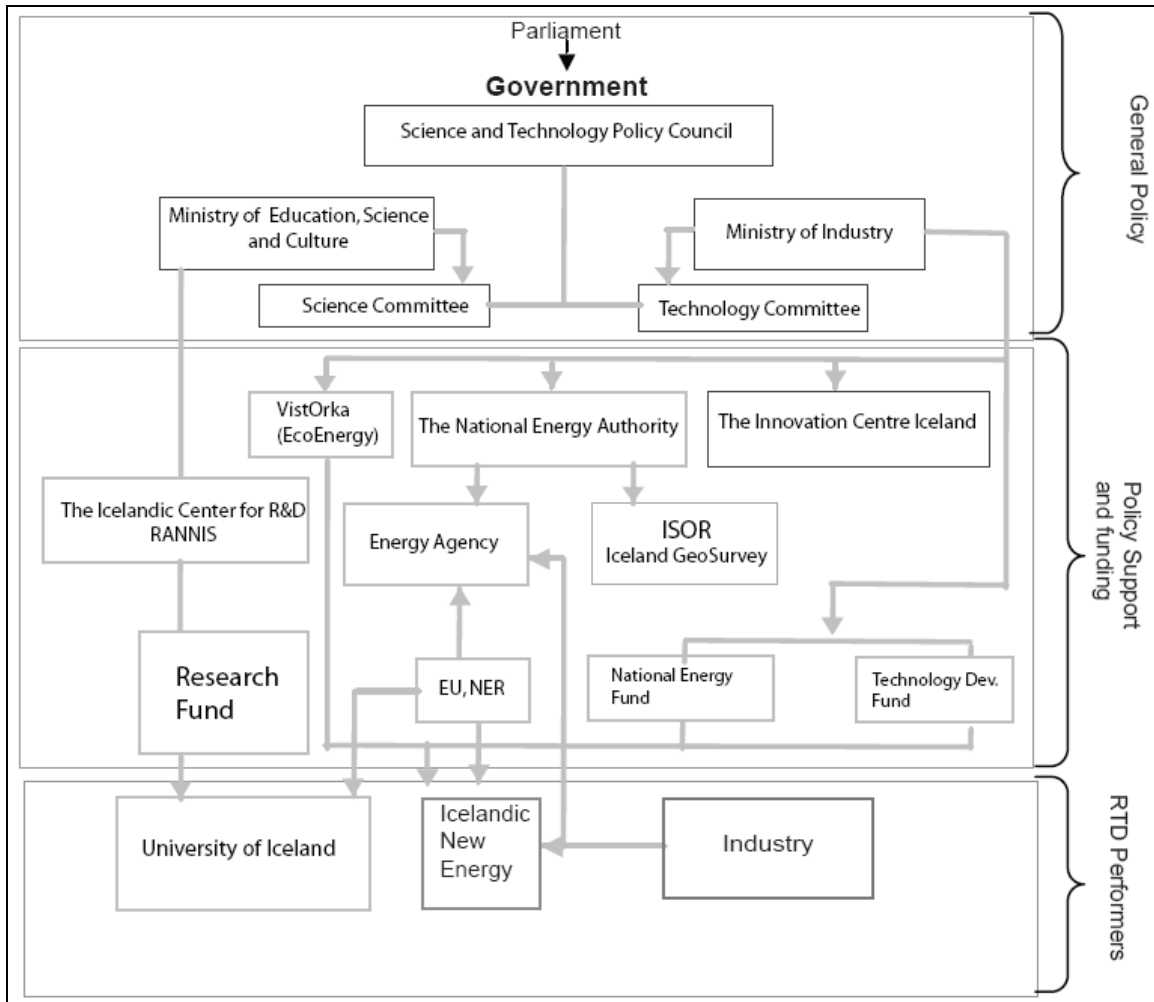 Parliament
Government
Science and Technology Policy Council
Ministry of Education, Science
and Culture
Ministry of Industry
Science Committee
Technology Committee
General Policy
VistOrka
(EcoEnergy)
The National Energy Authority
The Innovation Centre Iceland
The Icelandic Center for R&D
RANNIS
Energy Agency
ISOR
Iceland GeoSurvey
Research
Fund
EU, NER
National Energy
Fund
Technology Dev.
Fund
Policy Support
and funding
University of Iceland
Icelandic
New
Energy
Industry
RTD Performers